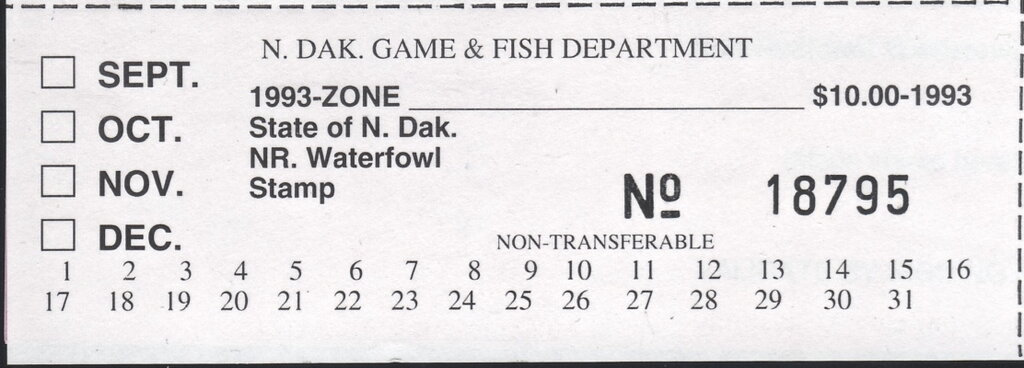 N. DAK. GAME & FISH DEPARTMENT
SEPT.
OCT.
NOV.
DEC.
1993-ZONE ______________________ $10.00-1993
State of N. Dak.
NR. Waterfowl
Stamp
Nº 18795
NON-TRANSFERABLE
1 2 3 4 5 6 7 8 9 10 11 12 13 14 15 16
17 18 19 20 21 22 23 24 25 26 27 28 29 30 31